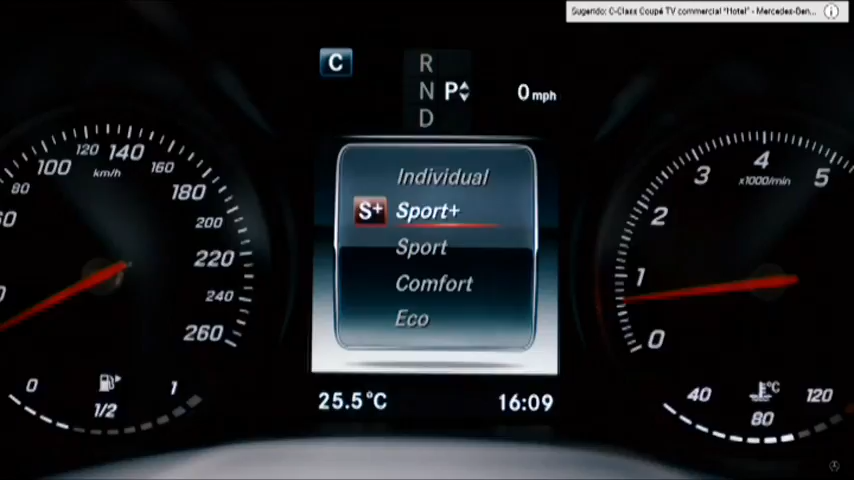 Sugerido: C-Class Coupé TV commercial "Hotel" - Mercedes-Ben...
C
R
N P
D
0 mph
Individual
S+ Sport+
Sport
Comfort
Eco
25.5°C 16:09
80
100
120
140
160
180
200
220
240
260
km/h
0 1/2 1
0
1
2
3
4
5
x1000/min
40 80 120
°C